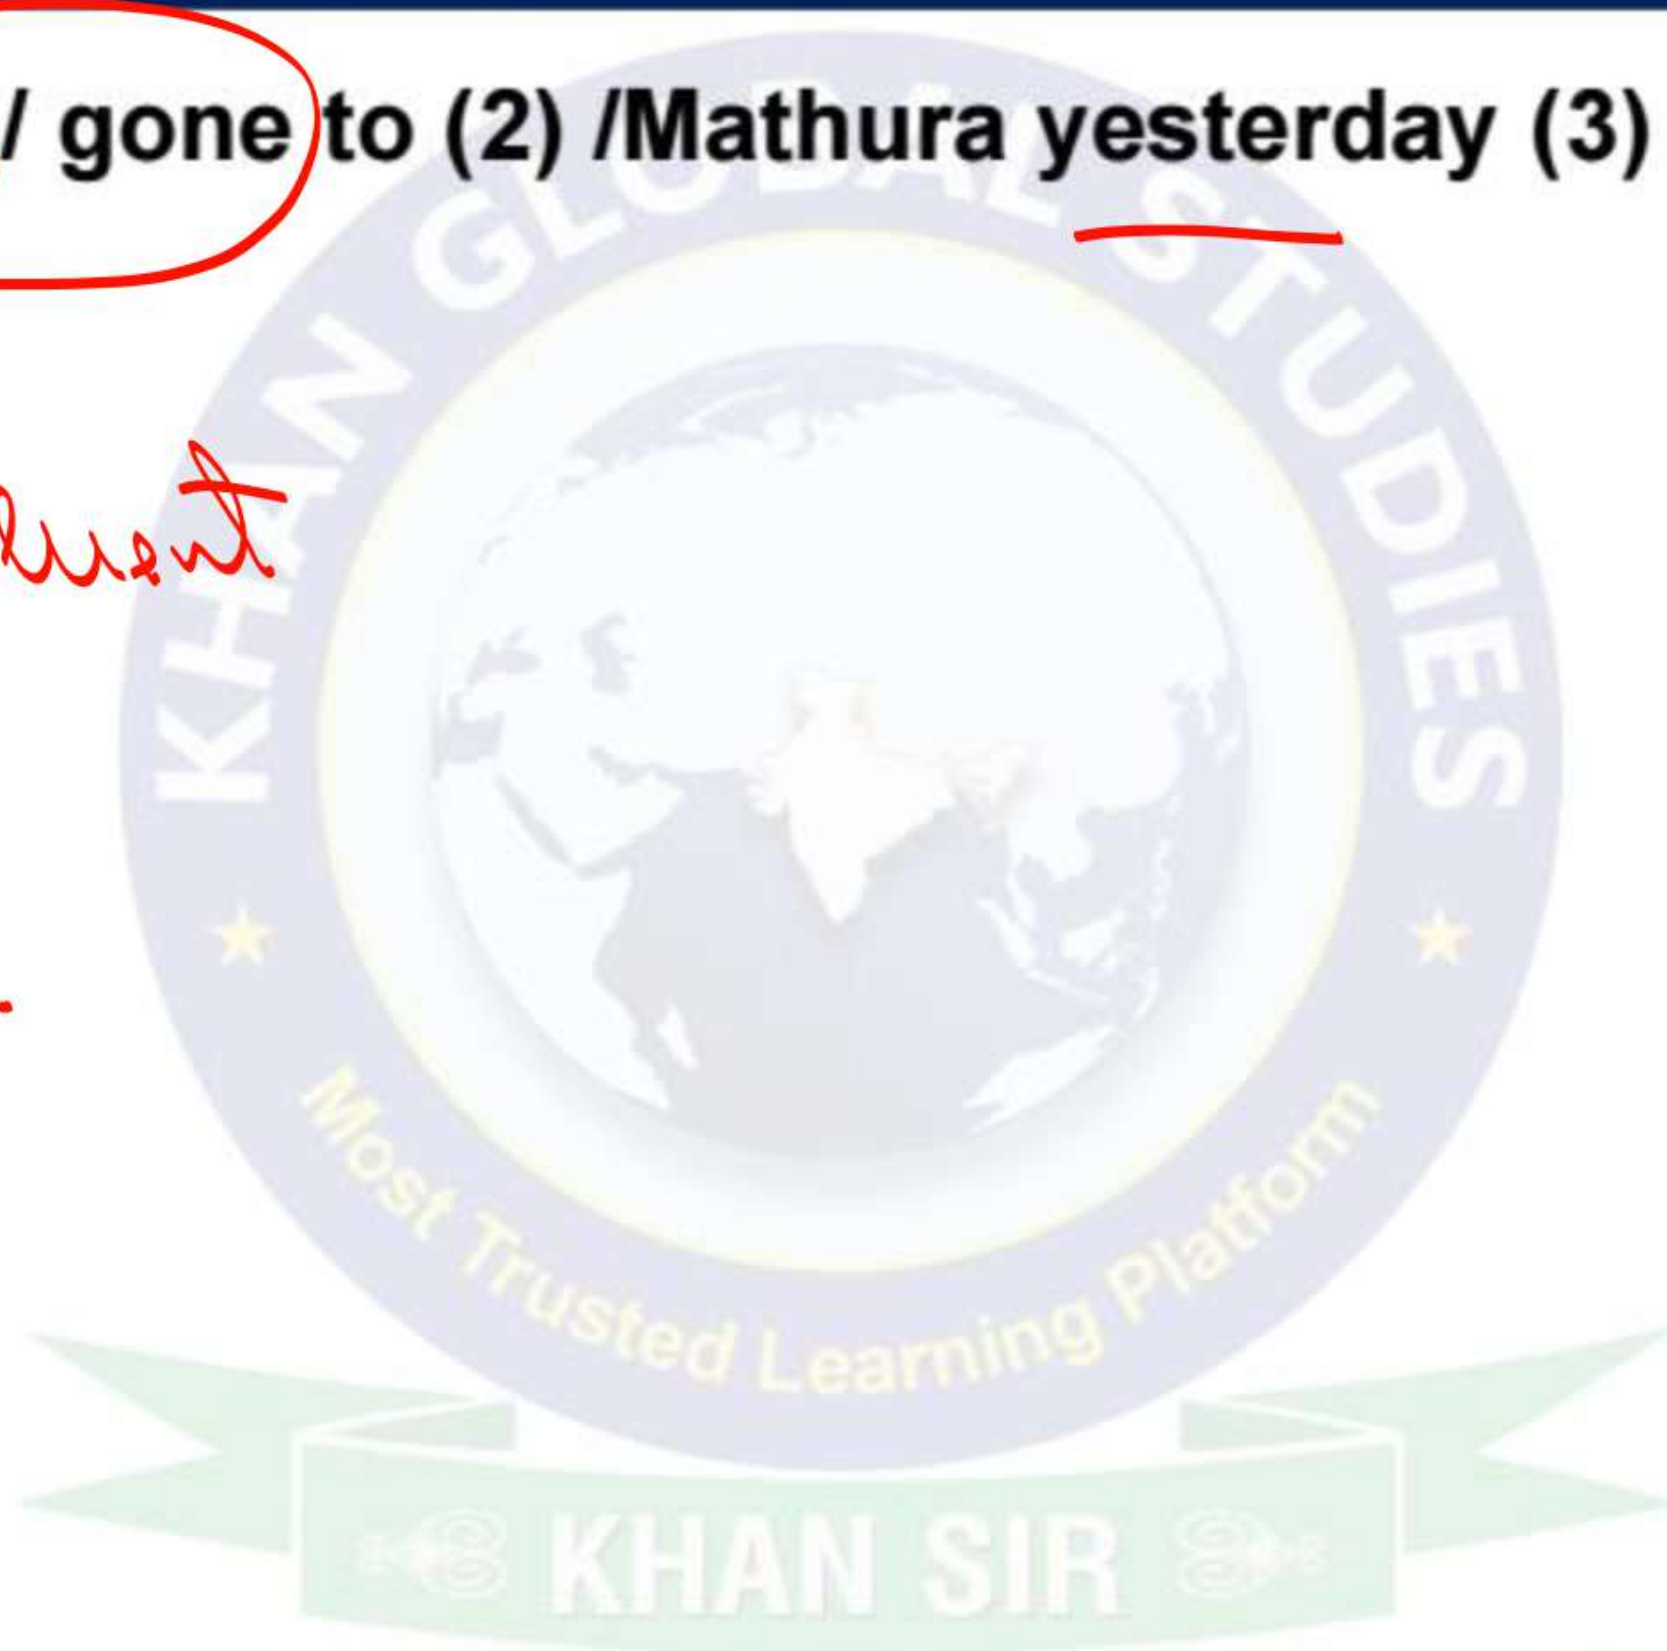 / gone to (2) /Mathura yesterday (3)
went
KHAN GLOBAL STUDIES
Most Trusted Learning Platform
KHAN SIR